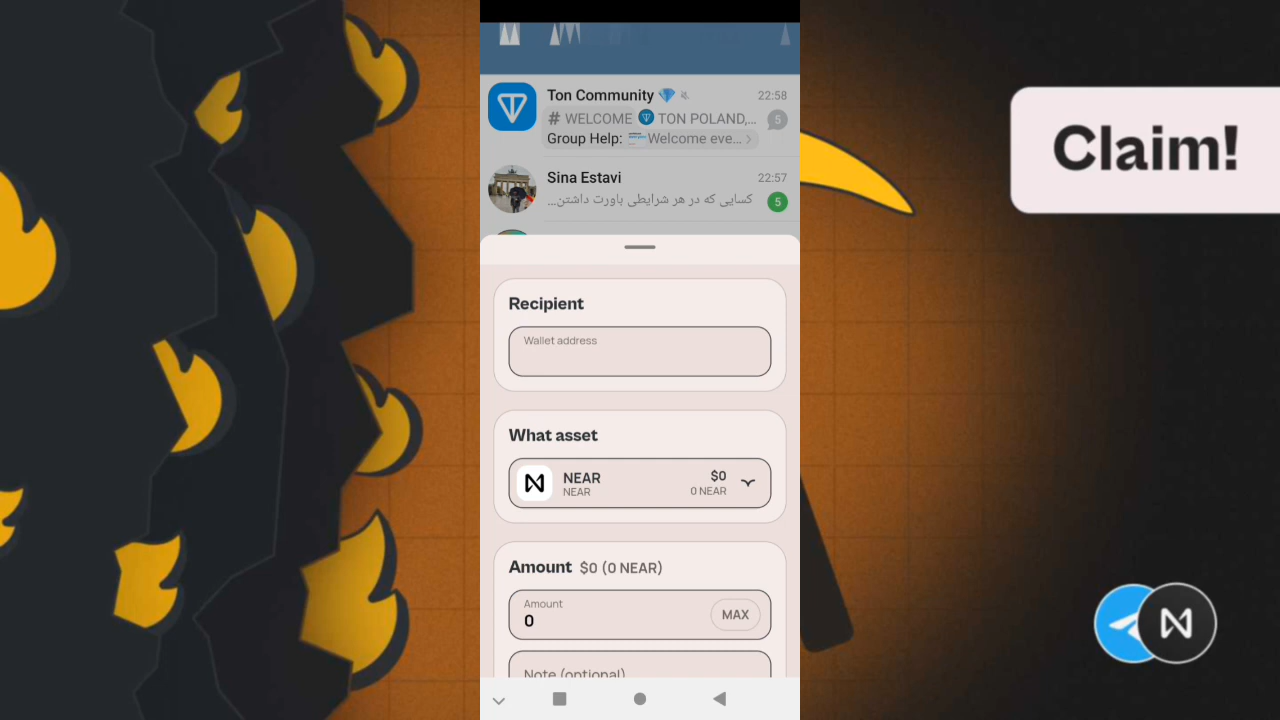 Ton Community
22:58
# WELCOME TON POLAND,...
5
Group Help: Welcome eve...
Sina Estavi
22:57
کسایی که در هر شرایطی باورت داشتن...
5
Recipient
Wallet address
What asset
NEAR
$0
NEAR
0 NEAR
Amount $0 (0 NEAR)
Amount
0
MAX
Note (optional)
Claim!